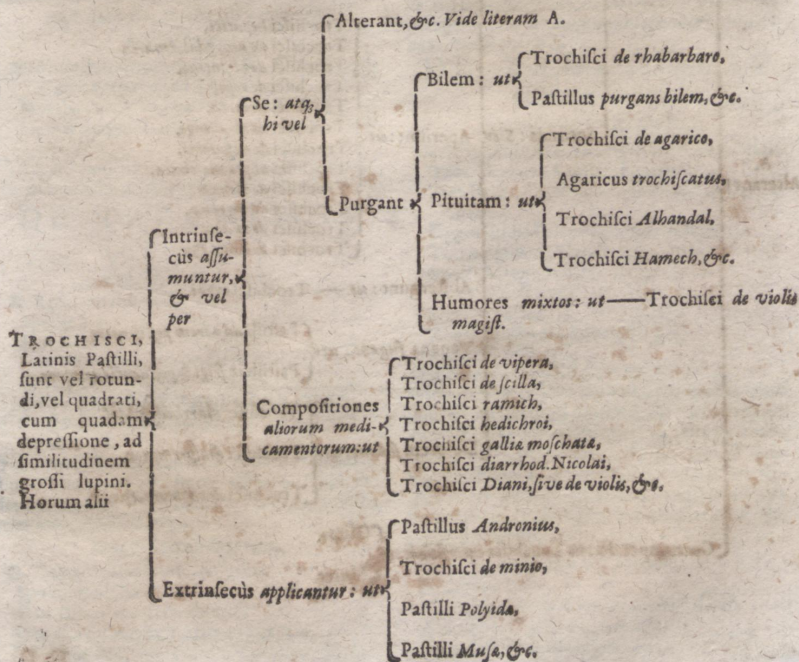 TROCHISCI,
Latinis Pastilli,
sunt vel rotun-
di, vel quadrati,
cum quadam
depressione, ad
similitudinem
grossi lupini.
Horum alii
Intrinse-
cùs assu-
muntur,
& vel
per
Se: atq;
hi vel
Alterant, &c. Vide literam A.
Purgant
Bilem: ut
Trochisci de rhabarbaro,
Pastillus purgans bilem, &c.
Pituitam: ut
Trochisci de agarico,
Agaricus trochiscatus,
Trochisci Alhandal,
Trochisci Hamech, &c.
Humores mixtos: ut — Trochisci de violis
magist.
Compositiones
aliorum medi-
camentorum: ut
Trochisci de vipera,
Trochisci de scilla,
Trochisci ramich,
Trochisci hedichroi,
Trochisci galliæ moschatæ,
Trochisci diarrhod. Nicolai,
Trochisci Diani, sive de violis, &c.
Extrinsecùs applicantur: ut
Pastillus Andronius,
Trochisci de minio,
Pastilli Polyidæ,
Pastilli Musæ, &c.